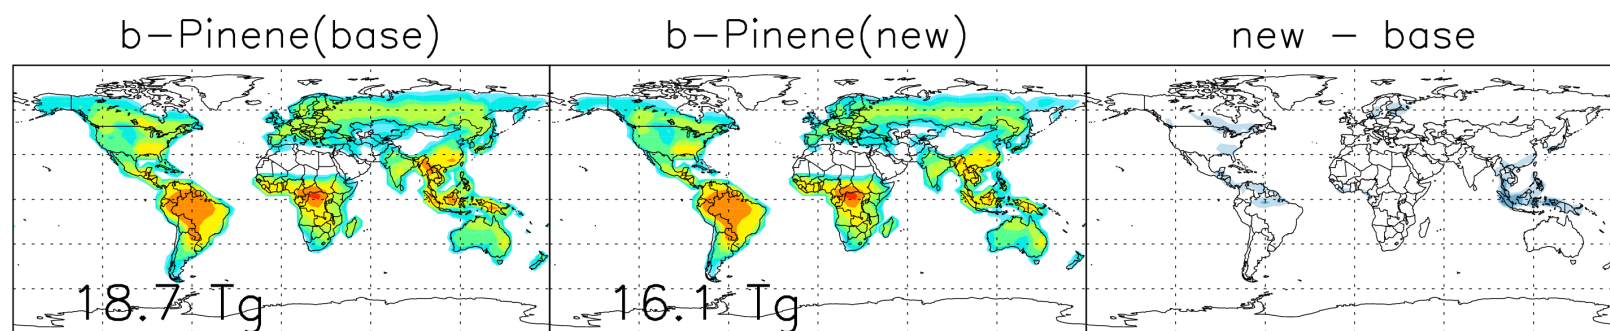 b-Pinene(base)
b-Pinene(new)
new - base
18.7 Tg
16.1 Tg